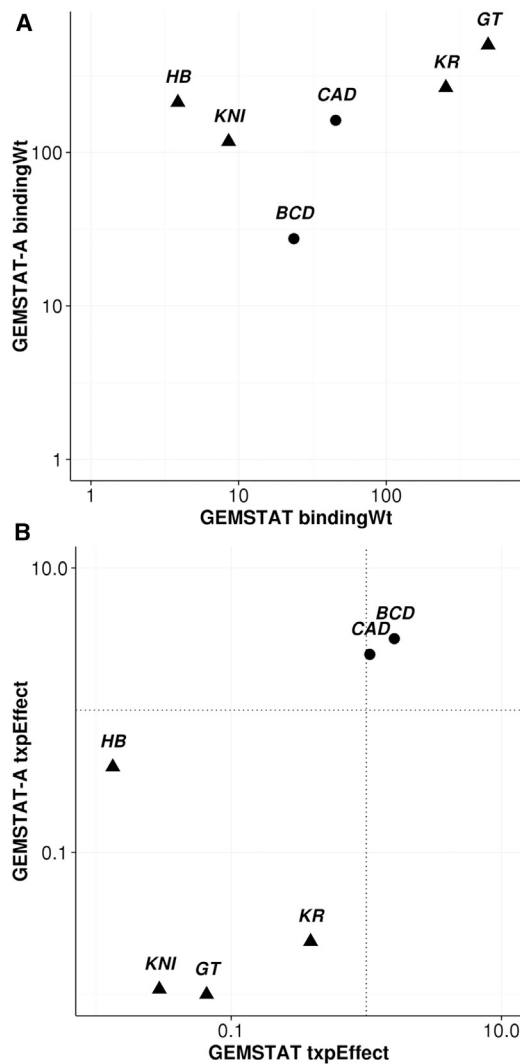 A
GT
KR
HB
CAD
KNI
100
BCD
10
1
GEMSTAT-A bindingWt
1 10 100
GEMSTAT bindingWt
B
10.0
BCD
CAD
HB
0.1
KR
KNI GT
GEMSTAT-A txpEffect
0.1 10.0
GEMSTAT txpEffect